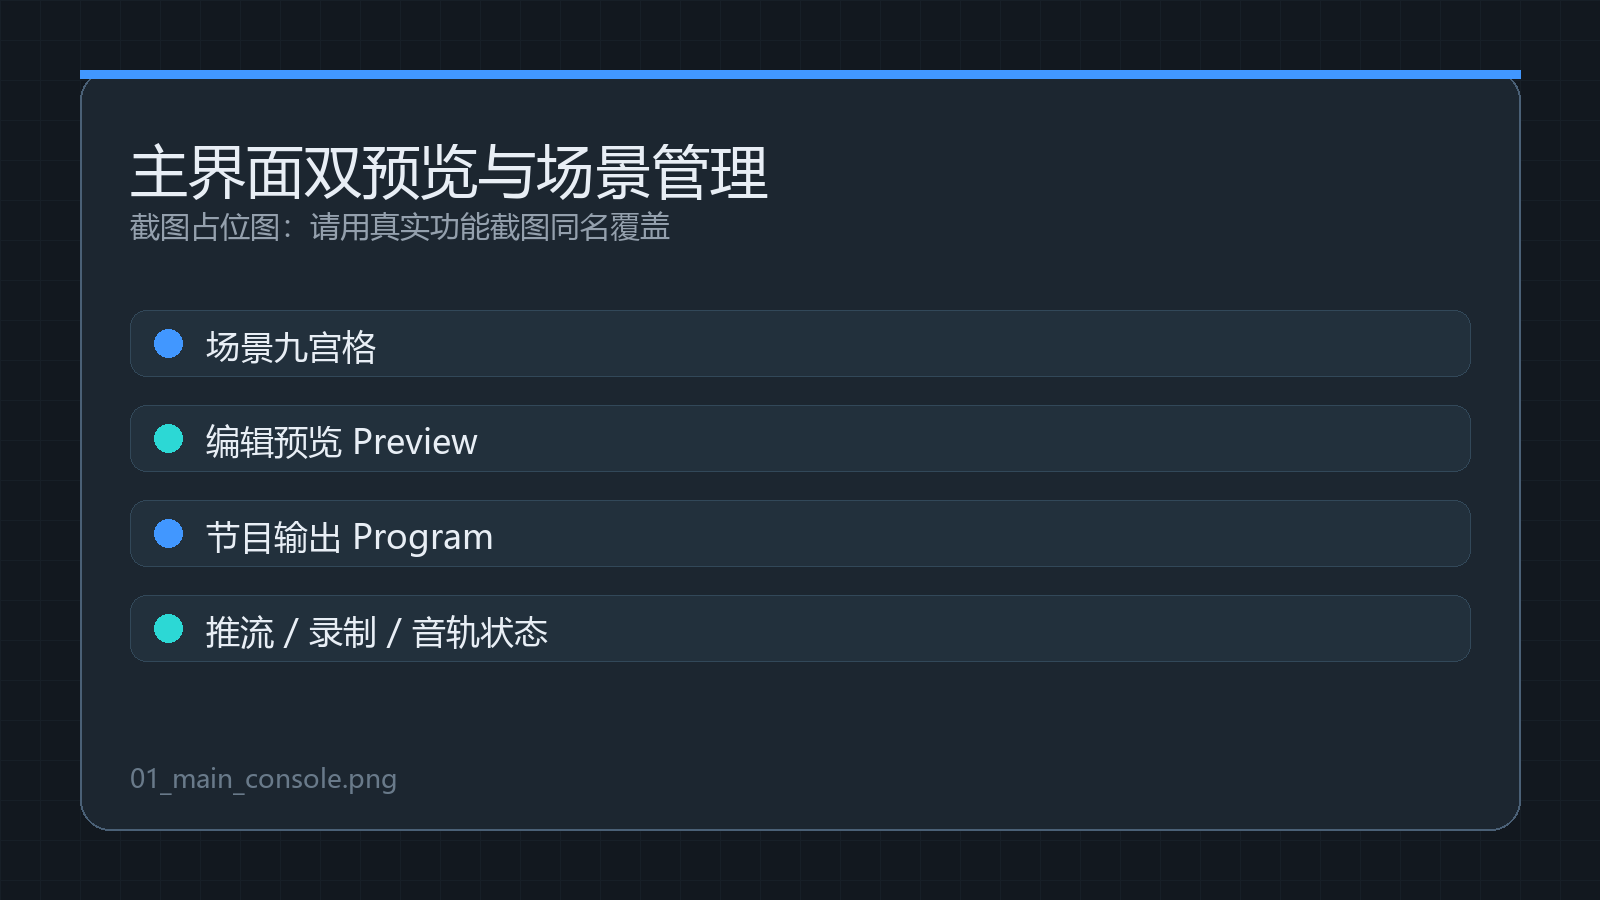 主界面双预览与场景管理
截图占位图：请用真实功能截图同名覆盖
场景九宫格
编辑预览 Preview
节目输出 Program
推流 / 录制 / 音轨状态
01_main_console.png